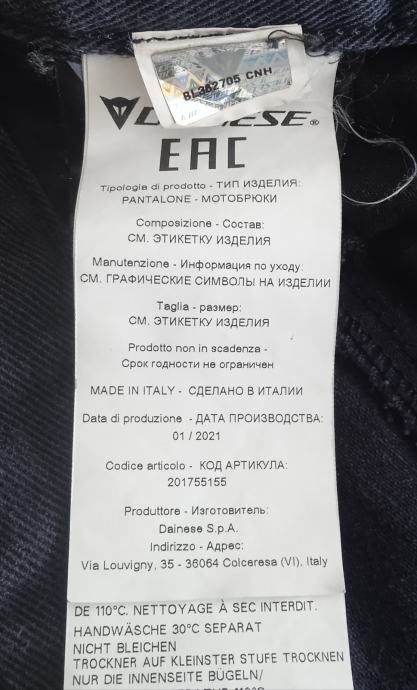 BL362705 CNH
DAINESE®
EAC
Tipologia di prodotto - ТИП ИЗДЕЛИЯ:
PANTALONE - МОТОБРЮКИ
Composizione - Состав:
СМ. ЭТИКЕТКУ ИЗДЕЛИЯ
Manutenzione - Информация по уходу:
СМ. ГРАФИЧЕСКИЕ СИМВОЛЫ НА ИЗДЕЛИИ
Taglia - размер:
СМ. ЭТИКЕТКУ ИЗДЕЛИЯ
Prodotto non in scadenza -
Срок годности не ограничен
MADE IN ITALY - СДЕЛАНО В ИТАЛИИ
Data di produzione - ДАТА ПРОИЗВОДСТВА:
01 / 2021
Codice articolo - КОД АРТИКУЛА:
201755155
Produttore - Изготовитель:
Dainese S.p.A.
Indirizzo - Адрес:
Via Louvigny, 35 - 36064 Colceresa (VI), Italy
DE 110°C. NETTOYAGE À SEC INTERDIT.
HANDWÄSCHE 30°C SEPARAT
NICHT BLEICHEN
TROCKNER AUF KLEINSTER STUFE TROCKNEN
NUR DIE INNENSEITE BÜGELN/